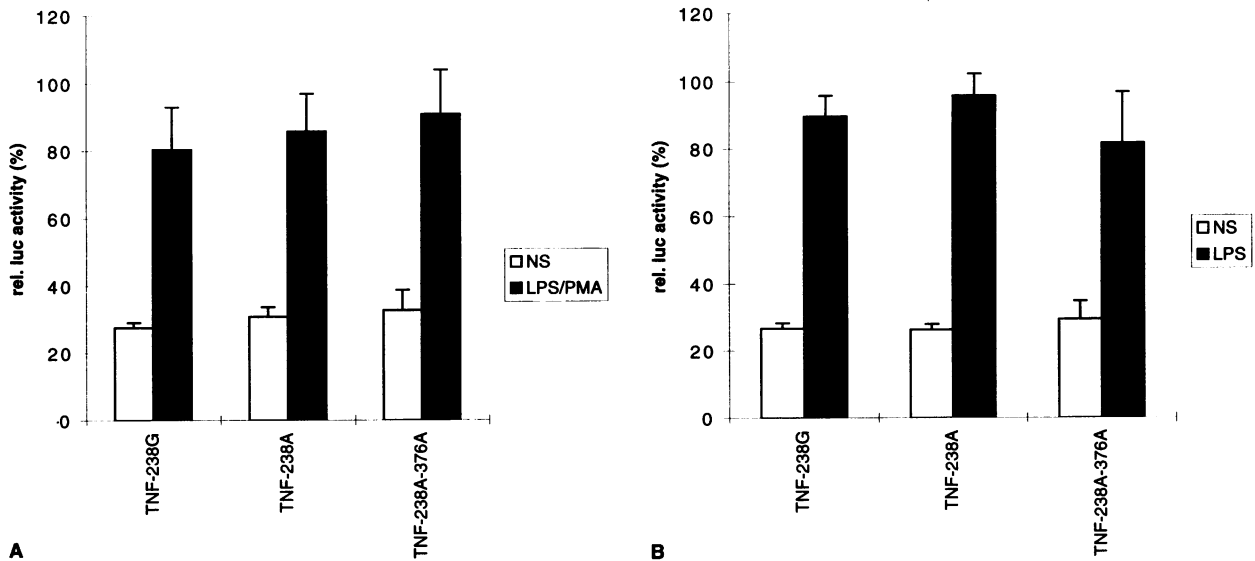 120
100
80
60
40
20
·0
rel. luc activity (%)
NS
LPS/PMA
TNF-238G
TNF-238A
TNF-238A-376A
A
120
100
80
60
40
20
0
rel. luc activity (%)
NS
LPS
TNF-238G
TNF-238A
TNF-238A-376A
B